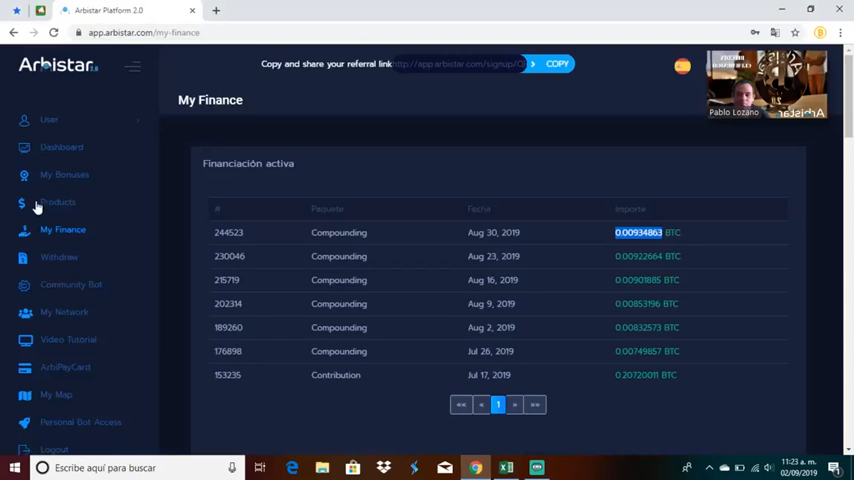 Arbistar Platform 2.0
app.arbistar.com/my-finance
Arbistar 2.0
Copy and share your referral link
http://app.arbistar.com/signup/
COPY
Pablo Lozano
My Finance
User
Dashboard
My Bonuses
Products
My Finance
Withdraw
Community Bot
My Network
Video Tutorial
ArbiPayCard
My Map
Personal Bot Access
Logout
Financiación activa
# Paquete Fecha Importe
244523 Compounding Aug 30, 2019 0.00934863 BTC
230046 Compounding Aug 23, 2019 0.00922664 BTC
215719 Compounding Aug 16, 2019 0.00901885 BTC
202314 Compounding Aug 9, 2019 0.00853196 BTC
189260 Compounding Aug 2, 2019 0.00832573 BTC
176898 Compounding Jul 26, 2019 0.00749857 BTC
153235 Contribution Jul 17, 2019 0.20720011 BTC
«« « 1 » »»
Escribe aquí para buscar
11:23 a. m.
02/09/2019